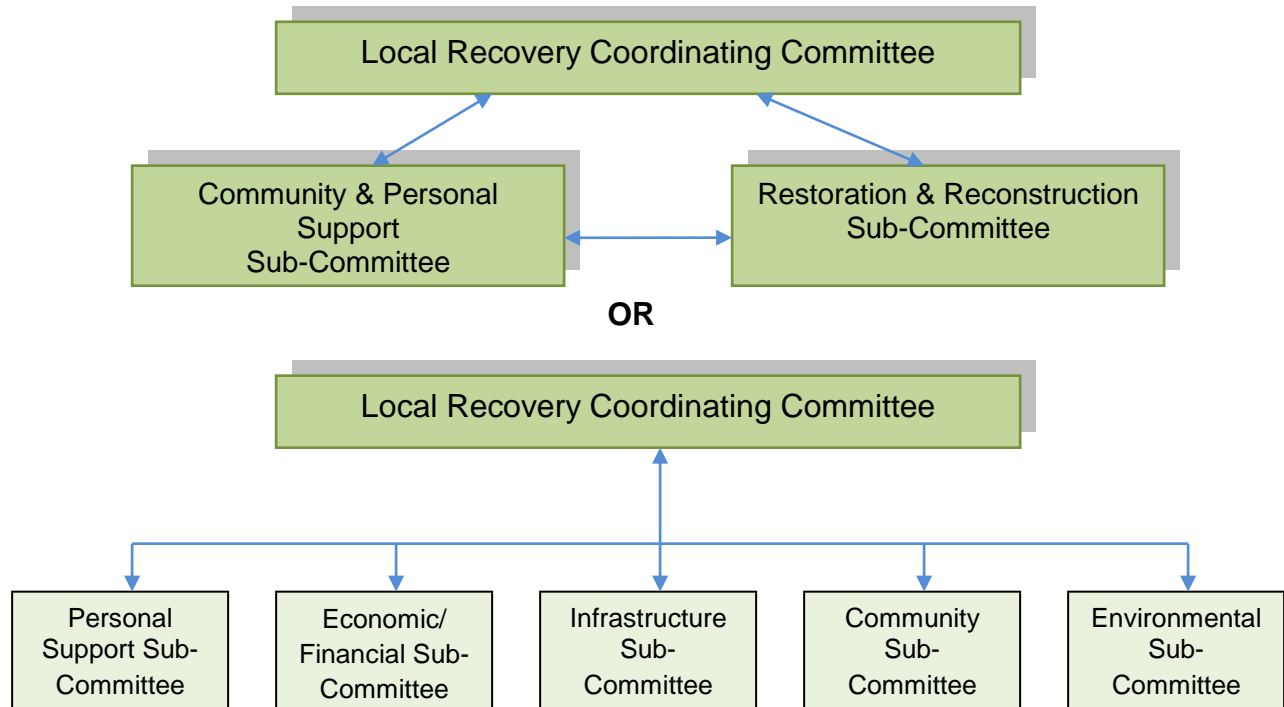 Local Recovery Coordinating Committee
Community & Personal
Support
Sub-Committee
Restoration & Reconstruction
Sub-Committee
OR
Local Recovery Coordinating Committee
Personal
Support Sub-
Committee
Economic/
Financial Sub-
Committee
Infrastructure
Sub-
Committee
Community
Sub-
Committee
Environmental
Sub-
Committee